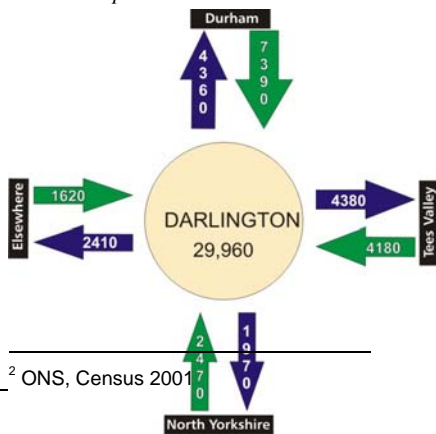 Durham
4360
7390
1620
Elsewhere
2410
DARLINGTON
29,960
4380
Tees Valley
4180
2470
1970
2 ONS, Census 2001
North Yorkshire